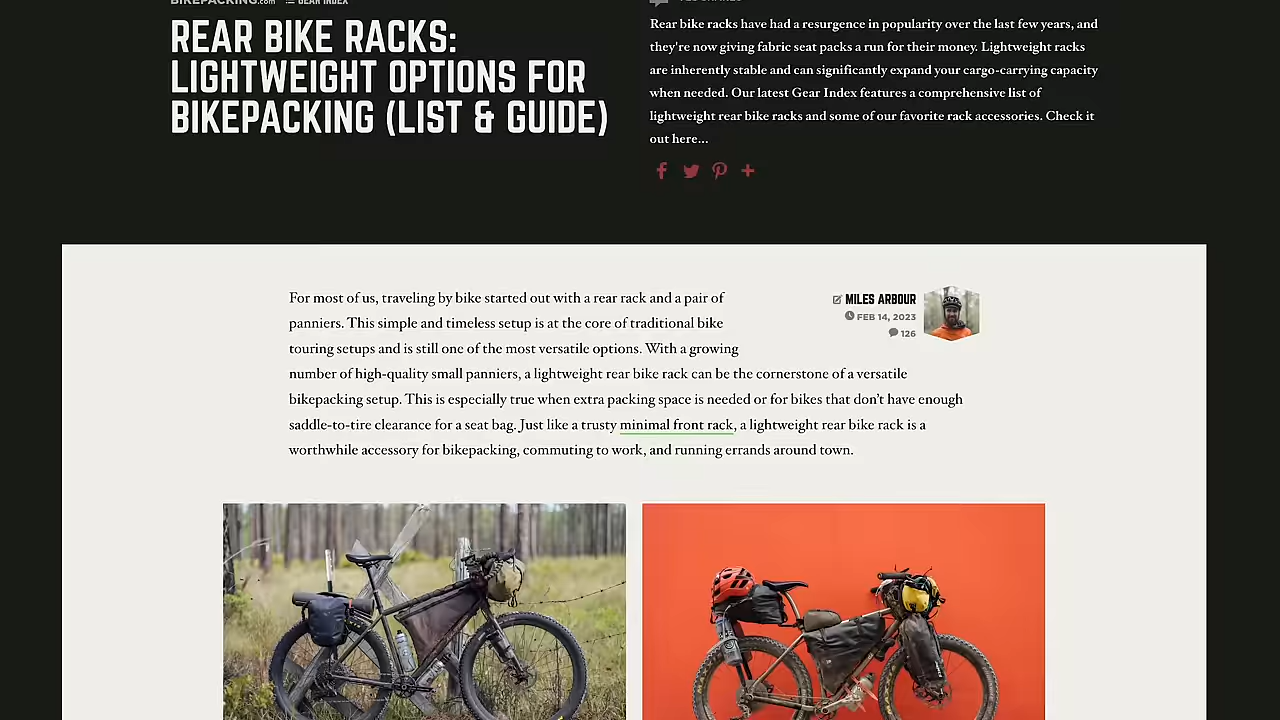 BIKEPACKING.com GEAR INDEX
REAR BIKE RACKS:
LIGHTWEIGHT OPTIONS FOR
BIKEPACKING (LIST & GUIDE)
Rear bike racks have had a resurgence in popularity over the last few years, and
they're now giving fabric seat packs a run for their money. Lightweight racks
are inherently stable and can significantly expand your cargo-carrying capacity
when needed. Our latest Gear Index features a comprehensive list of
lightweight rear bike racks and some of our favorite rack accessories. Check it
out here...
For most of us, traveling by bike started out with a rear rack and a pair of
panniers. This simple and timeless setup is at the core of traditional bike
touring setups and is still one of the most versatile options. With a growing
number of high-quality small panniers, a lightweight rear bike rack can be the cornerstone of a versatile
bikepacking setup. This is especially true when extra packing space is needed or for bikes that don't have enough
saddle-to-tire clearance for a seat bag. Just like a trusty minimal front rack, a lightweight rear bike rack is a
worthwhile accessory for bikepacking, commuting to work, and running errands around town.
MILES ARBOUR
FEB 14, 2023
126